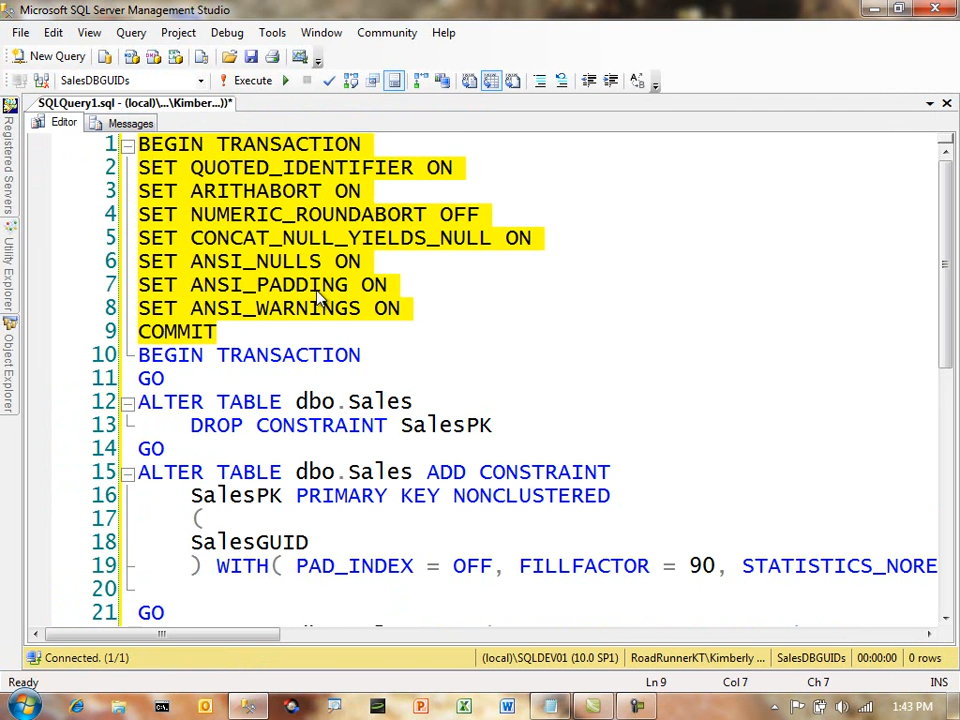 Microsoft SQL Server Management Studio
File Edit View Query Project Debug Tools Window Community Help
New Query
SalesDBGUIDs Execute
SQLQuery1.sql - (local)\...\Kimber...))*
Editor Messages
Registered Servers
Utility Explorer
Object Explorer
1 BEGIN TRANSACTION
2 SET QUOTED_IDENTIFIER ON
3 SET ARITHABORT ON
4 SET NUMERIC_ROUNDABORT OFF
5 SET CONCAT_NULL_YIELDS_NULL ON
6 SET ANSI_NULLS ON
7 SET ANSI_PADDING ON
8 SET ANSI_WARNINGS ON
9 COMMIT
10 BEGIN TRANSACTION
11 GO
12 ALTER TABLE dbo.Sales
13 DROP CONSTRAINT SalesPK
14 GO
15 ALTER TABLE dbo.Sales ADD CONSTRAINT
16 SalesPK PRIMARY KEY NONCLUSTERED
17 (
18 SalesGUID
19 ) WITH( PAD_INDEX = OFF, FILLFACTOR = 90, STATISTICS_NORE
20
21 GO
Connected. (1/1) (local)\SQLDEV01 (10.0 SP1) RoadRunnerKT\Kimberly ... SalesDBGUIDs 00:00:00 0 rows
Ready Ln 9 Col 7 Ch 7 INS
1:43 PM